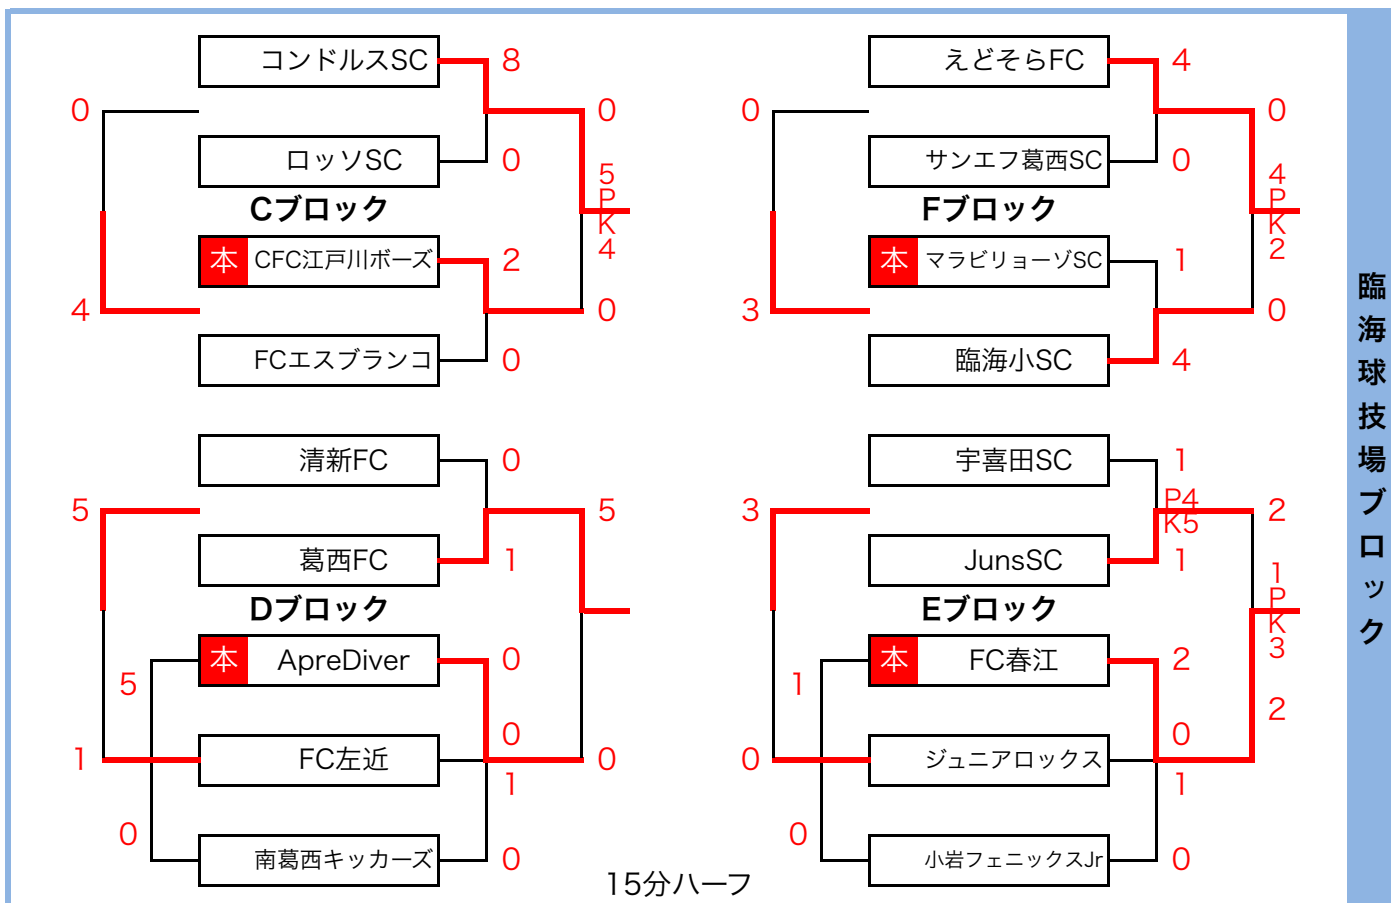 コンドルスSC
8
0
0
ロッソSC
0
5
P
K
4
Cブロック
本
CFC江戸川ボーズ
2
4
0
FCエスブランコ
0
えどそらFC
4
0
0
サンエフ葛西SC
0
4
P
K
2
Fブロック
本
マラビリョーゾSC
1
3
0
臨海小SC
4
清新FC
0
5
5
葛西FC
1
Dブロック
本
ApreDiver
0
5
0
1
FC左近
0
1
0
南葛西キッカーズ
0
宇喜田SC
1
3
P4
K5
2
JunsSC
1
1
P
K
3
Eブロック
本
FC春江
2
1
2
0
0
ジュニアロックス
1
0
小岩フェニックスJr
0
15分ハーフ
臨海球技場ブロック